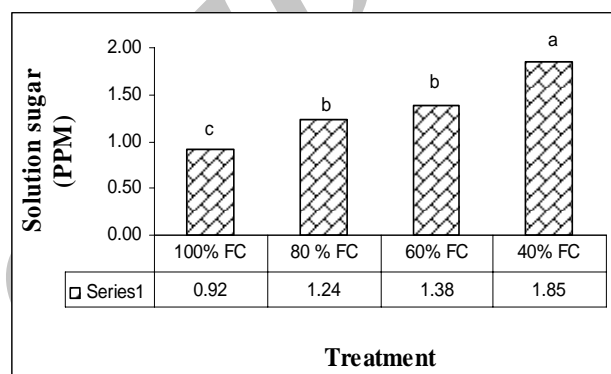 Solution sugar
(PPM)
2.00
1.50
1.00
0.50
0.00
c
b
b
a
100% FC 80 % FC 60% FC 40% FC
Series1 0.92 1.24 1.38 1.85
Treatment